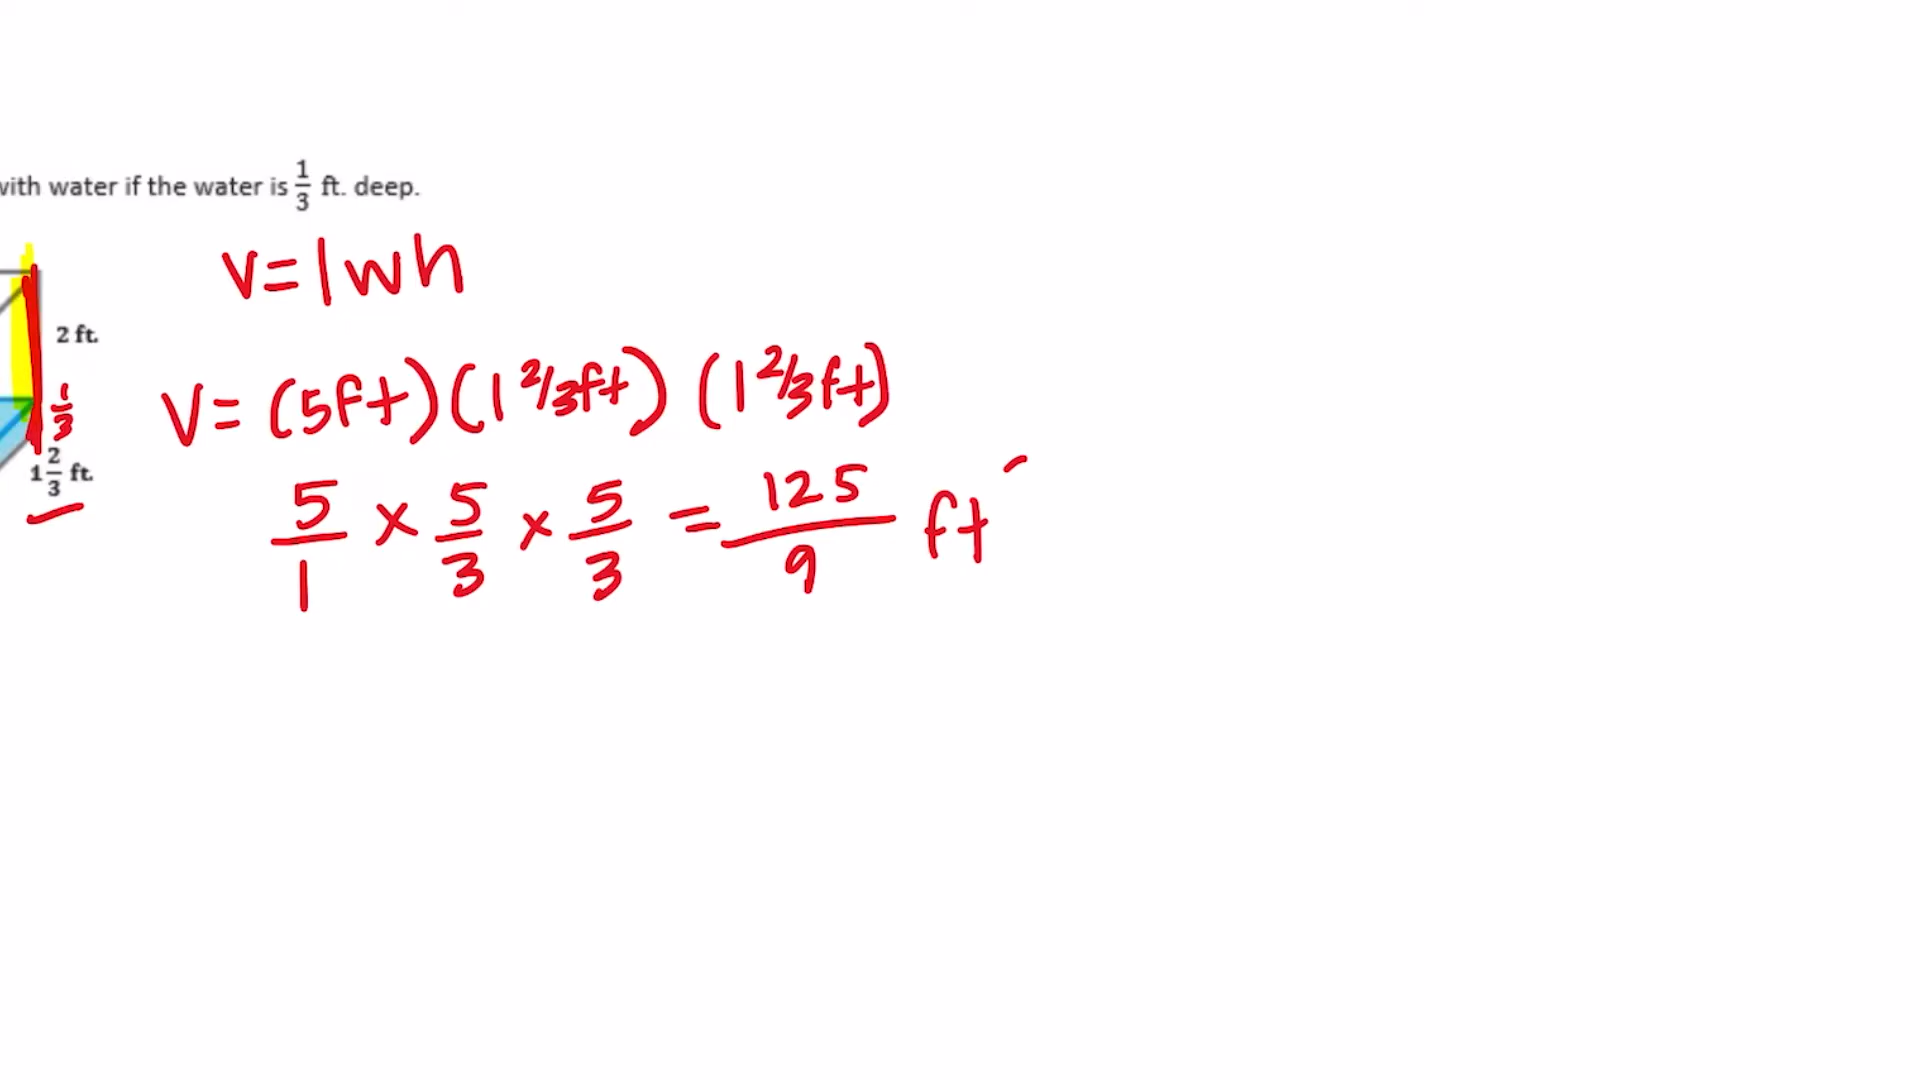 with water if the water is 1/3 ft. deep.
V=lwh
2 ft.
1/3
V= (5ft)(1 2/3ft) (1 2/3ft)
1 2/3 ft.
5/1 x 5/3 x 5/3 = 125/9 ft